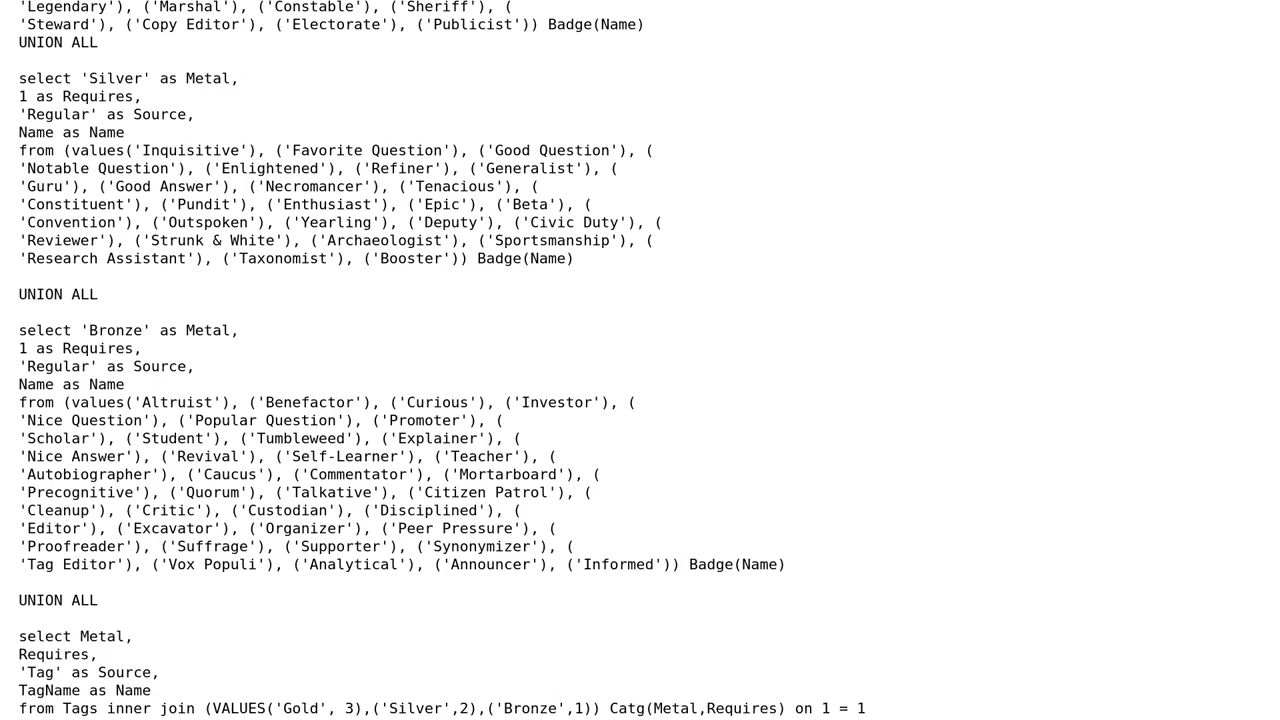 'Legendary'), ('Marshal'), ('Constable'), ('Sheriff'), (
'Steward'), ('Copy Editor'), ('Electorate'), ('Publicist')) Badge(Name)
UNION ALL
select 'Silver' as Metal,
1 as Requires,
'Regular' as Source,
Name as Name
from (values('Inquisitive'), ('Favorite Question'), ('Good Question'), (
'Notable Question'), ('Enlightened'), ('Refiner'), ('Generalist'), (
'Guru'), ('Good Answer'), ('Necromancer'), ('Tenacious'), (
'Constituent'), ('Pundit'), ('Enthusiast'), ('Epic'), ('Beta'), (
'Convention'), ('Outspoken'), ('Yearling'), ('Deputy'), ('Civic Duty'), (
'Reviewer'), ('Strunk & White'), ('Archaeologist'), ('Sportsmanship'), (
'Research Assistant'), ('Taxonomist'), ('Booster')) Badge(Name)
UNION ALL
select 'Bronze' as Metal,
1 as Requires,
'Regular' as Source,
Name as Name
from (values('Altruist'), ('Benefactor'), ('Curious'), ('Investor'), (
'Nice Question'), ('Popular Question'), ('Promoter'), (
'Scholar'), ('Student'), ('Tumbleweed'), ('Explainer'), (
'Nice Answer'), ('Revival'), ('Self-Learner'), ('Teacher'), (
'Autobiographer'), ('Caucus'), ('Commentator'), ('Mortarboard'), (
'Precognitive'), ('Quorum'), ('Talkative'), ('Citizen Patrol'), (
'Cleanup'), ('Critic'), ('Custodian'), ('Disciplined'), (
'Editor'), ('Excavator'), ('Organizer'), ('Peer Pressure'), (
'Proofreader'), ('Suffrage'), ('Supporter'), ('Synonymizer'), (
'Tag Editor'), ('Vox Populi'), ('Analytical'), ('Announcer'), ('Informed')) Badge(Name)
UNION ALL
select Metal,
Requires,
'Tag' as Source,
TagName as Name
from Tags inner join (VALUES('Gold', 3),('Silver',2),('Bronze',1)) Catg(Metal,Requires) on 1 = 1